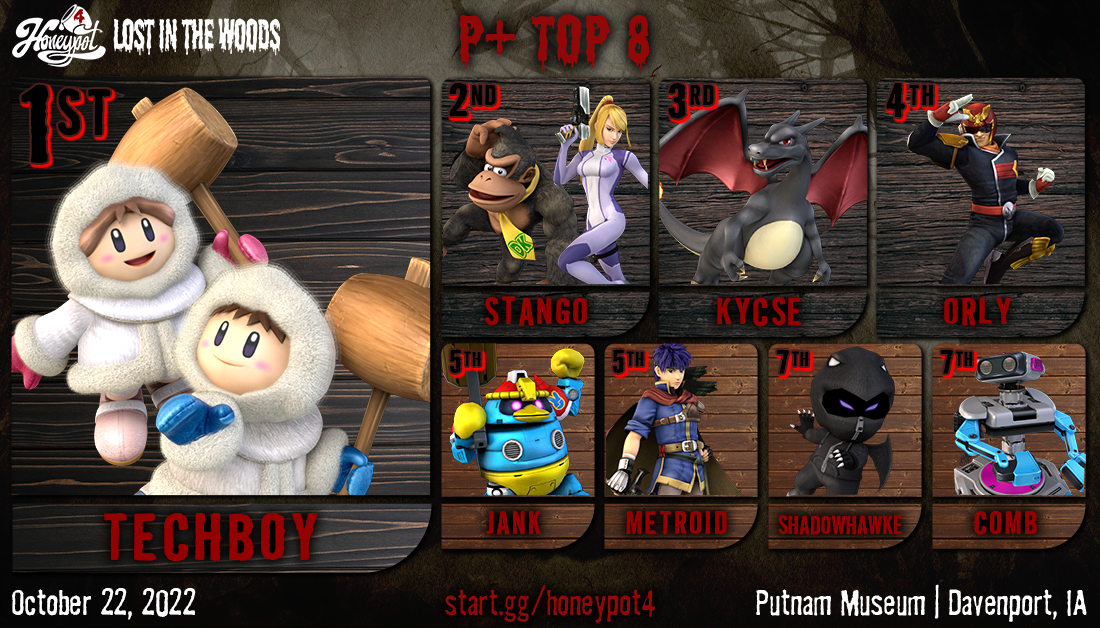 4
Honeypot
LOST IN THE WOODS
P+ TOP 8
1ST
TECHBOY
2ND
DK
STANGO
3RD
KYCSE
4TH
ORLY
5TH
JANK
5TH
METROID
7TH
SHADOWHAWKE
7TH
COMB
October 22, 2022
start.gg/honeypot4
Putnam Museum | Davenport, IA